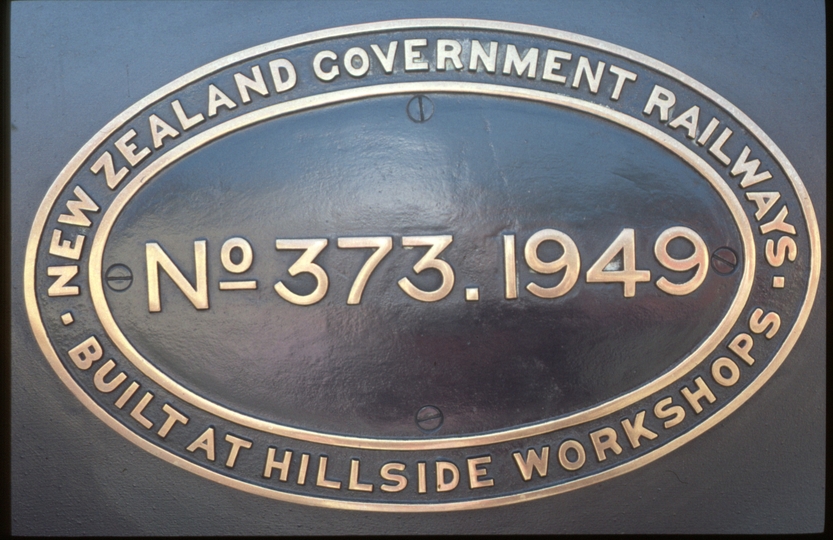 NEW ZEALAND GOVERNMENT RAILWAYS.
Nº 373.1949
. BUILT AT HILLSIDE WORKSHOPS